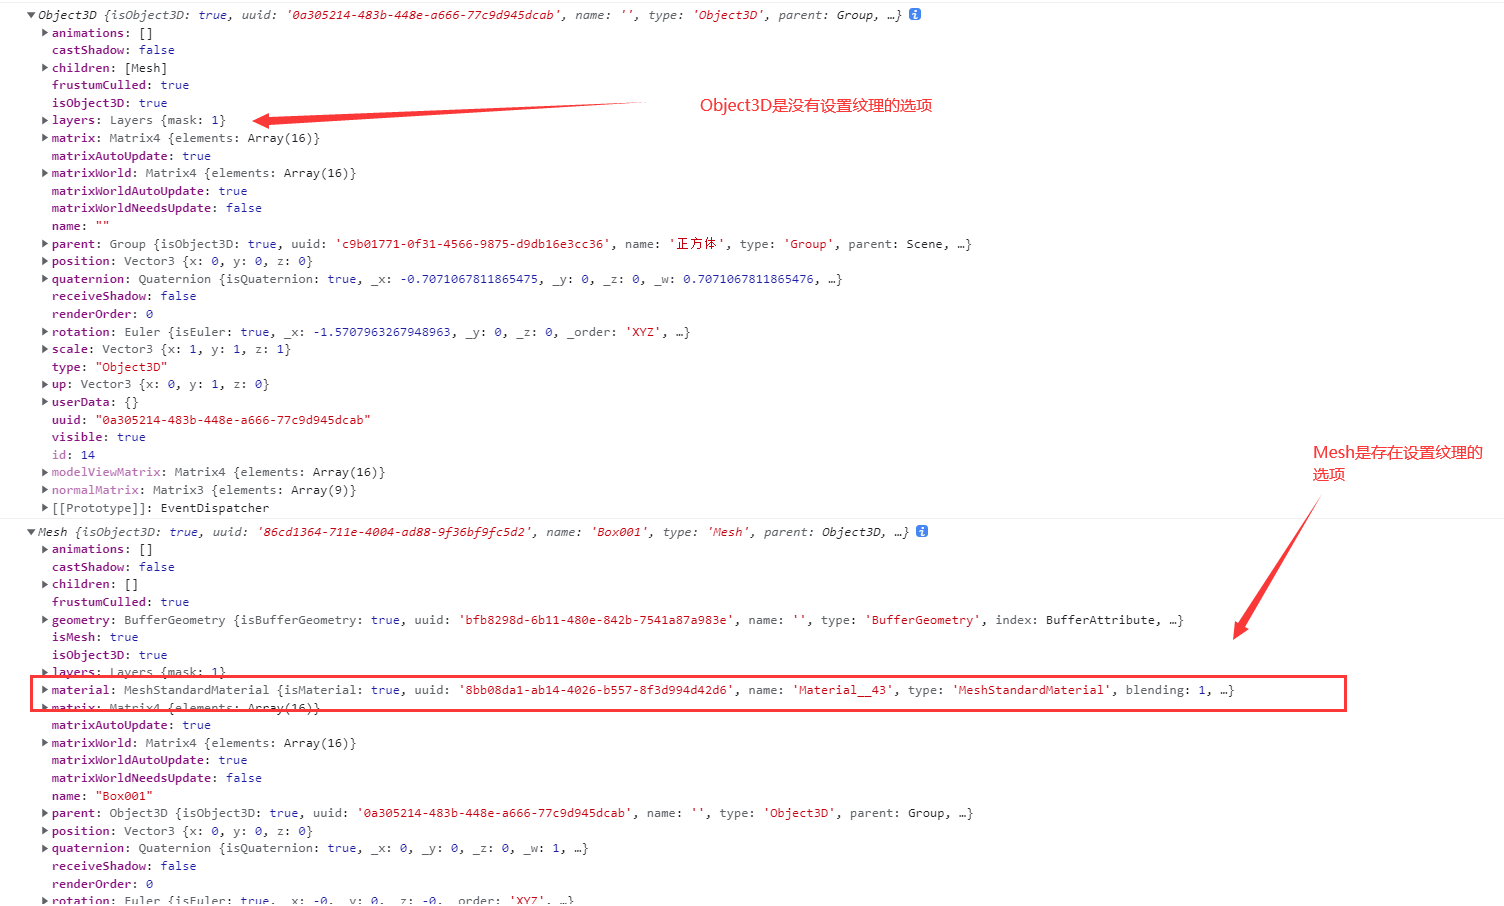 Object3D {isObject3D: true, uuid: '0a305214-483b-448e-a666-77c9d945dcab', name: '', type: 'Object3D', parent: Group, …}
animations: []
castShadow: false
children: [Mesh]
frustumCulled: true
isObject3D: true
Object3D是没有设置纹理的选项
layers: Layers {mask: 1}
matrix: Matrix4 {elements: Array(16)}
matrixAutoUpdate: true
matrixWorld: Matrix4 {elements: Array(16)}
matrixWorldAutoUpdate: true
matrixWorldNeedsUpdate: false
name: ""
parent: Group {isObject3D: true, uuid: 'c9b01771-0f31-4566-9875-d9db16e3cc36', name: '正方体', type: 'Group', parent: Scene, …}
position: Vector3 {x: 0, y: 0, z: 0}
quaternion: Quaternion {isQuaternion: true, _x: -0.7071067811865475, _y: 0, _z: 0, _w: 0.7071067811865476, …}
receiveShadow: false
renderOrder: 0
rotation: Euler {isEuler: true, _x: -1.5707963267948963, _y: 0, _z: 0, _order: 'XYZ', …}
scale: Vector3 {x: 1, y: 1, z: 1}
type: "Object3D"
up: Vector3 {x: 0, y: 1, z: 0}
userData: {}
uuid: "0a305214-483b-448e-a666-77c9d945dcab"
visible: true
id: 14
Mesh是存在设置纹理的
选项
modelViewMatrix: Matrix4 {elements: Array(16)}
normalMatrix: Matrix3 {elements: Array(9)}
[[Prototype]]: EventDispatcher
Mesh {isObject3D: true, uuid: '86cd1364-711e-4004-ad88-9f36bf9fc5d2', name: 'Box001', type: 'Mesh', parent: Object3D, …}
animations: []
castShadow: false
children: []
frustumCulled: true
geometry: BufferGeometry {isBufferGeometry: true, uuid: 'bfb8298d-6b11-480e-842b-7541a87a983e', name: '', type: 'BufferGeometry', index: BufferAttribute, …}
isMesh: true
isObject3D: true
layers: Layers {mask: 1}
material: MeshStandardMaterial {isMaterial: true, uuid: '8bb08da1-ab14-4026-b557-8f3d994d42d6', name: 'Material__43', type: 'MeshStandardMaterial', blending: 1, …}
matrix: Matrix4 {elements: Array(16)}
matrixAutoUpdate: true
matrixWorld: Matrix4 {elements: Array(16)}
matrixWorldAutoUpdate: true
matrixWorldNeedsUpdate: false
name: "Box001"
parent: Object3D {isObject3D: true, uuid: '0a305214-483b-448e-a666-77c9d945dcab', name: '', type: 'Object3D', parent: Group, …}
position: Vector3 {x: 0, y: 0, z: 0}
quaternion: Quaternion {isQuaternion: true, _x: 0, _y: 0, _z: 0, _w: 1, …}
receiveShadow: false
renderOrder: 0
rotation: Euler {isEuler: true, _x: -0, _y: 0, _z: -0, _order: 'XYZ', …}